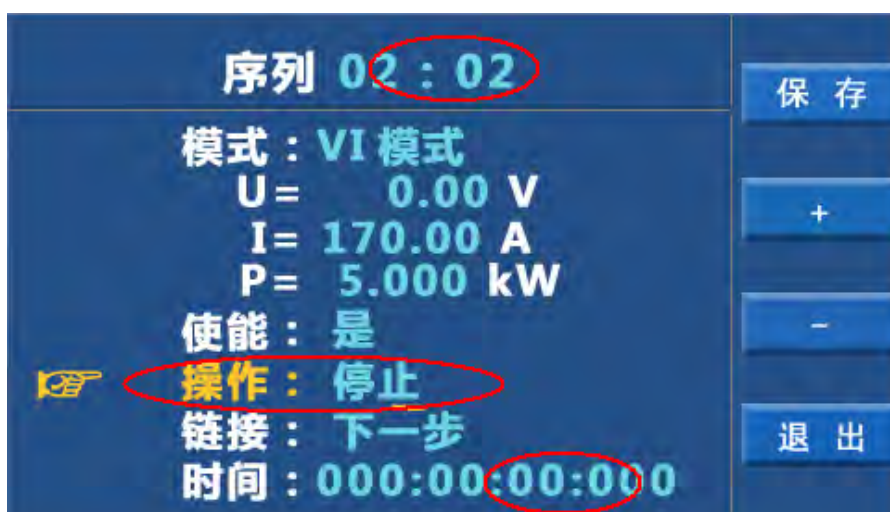 序列 02 : 02
保 存
模式：VI 模式
U= 0.00 V
+
I= 170.00 A
P= 5.000 kW
使能：是
－
操作：停止
链接：下一步
退 出
时间：000:00:00:000